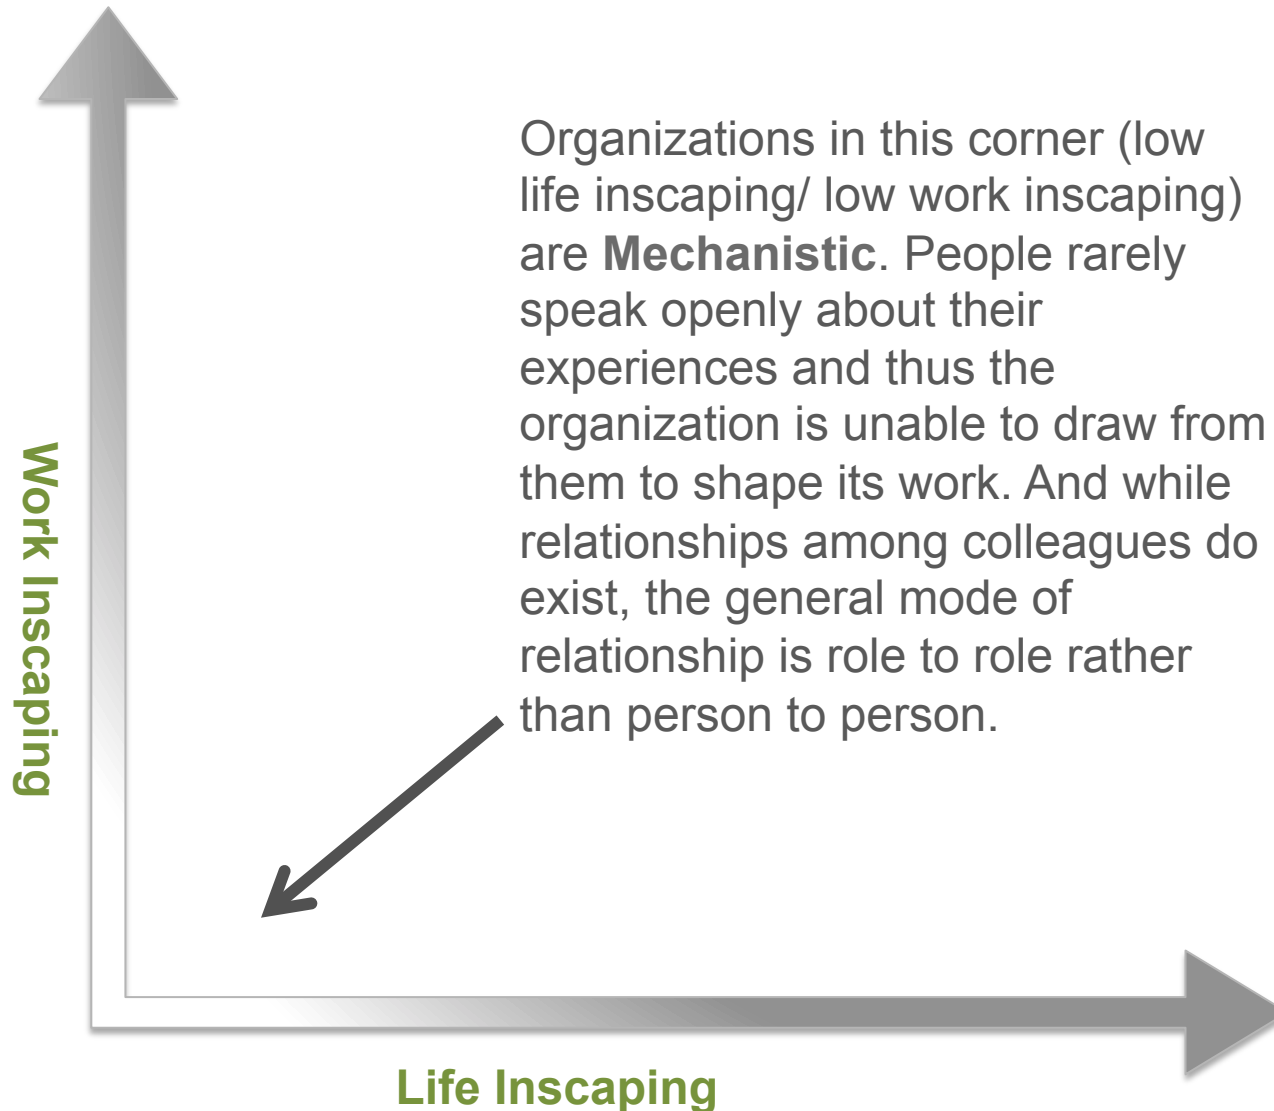 Organizations in this corner (low
life inscaping/ low work inscaping)
are Mechanistic. People rarely
speak openly about their
experiences and thus the
organization is unable to draw from
them to shape its work. And while
relationships among colleagues do
exist, the general mode of
relationship is role to role rather
than person to person.
Work Inscaping
Life Inscaping